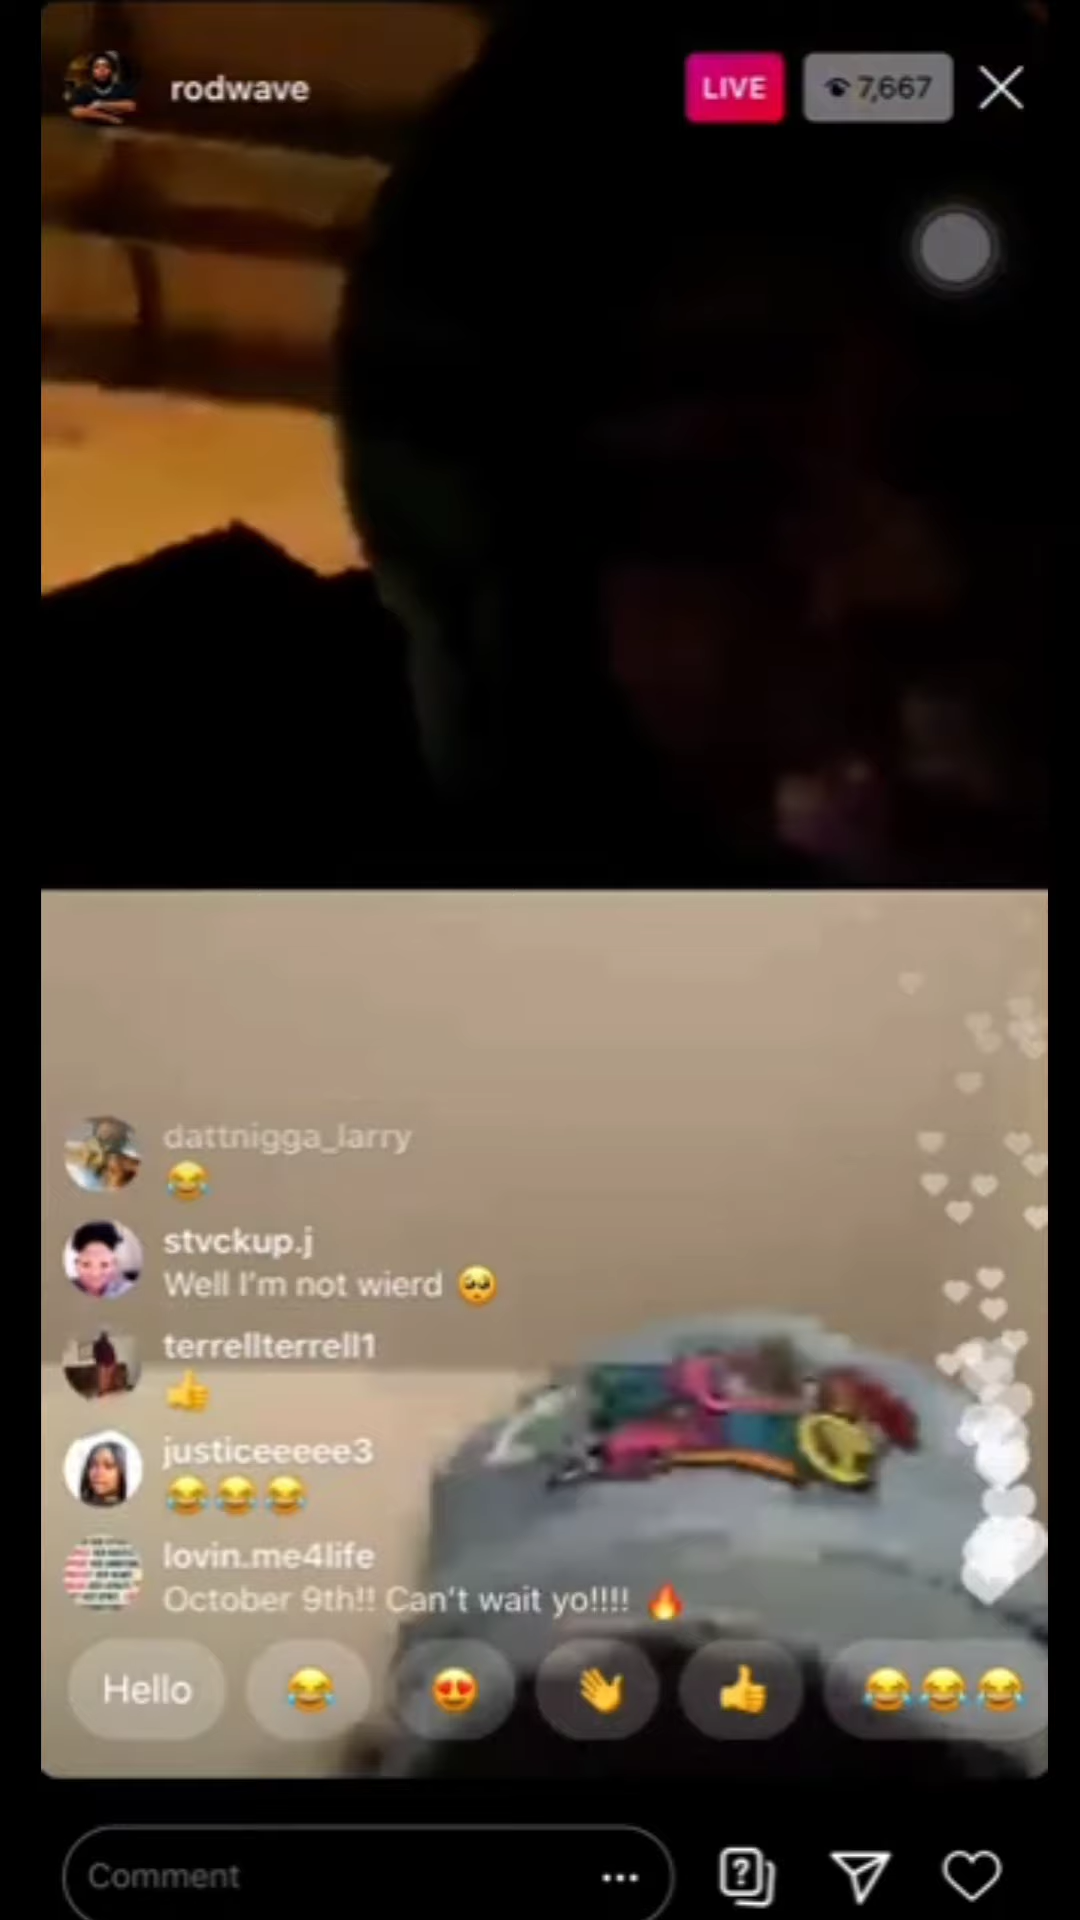 rodwave
LIVE
7,667
dattnigga_larry
😂
stvckup.j
Well I'm not wierd 🥺
terrellterrell1
👍
justiceeeee3
😂😂😂
lovin.me4life
October 9th!! Can't wait yo!!!! 🔥
Hello 😂 😍 👋 👍 😂😂😂
Comment